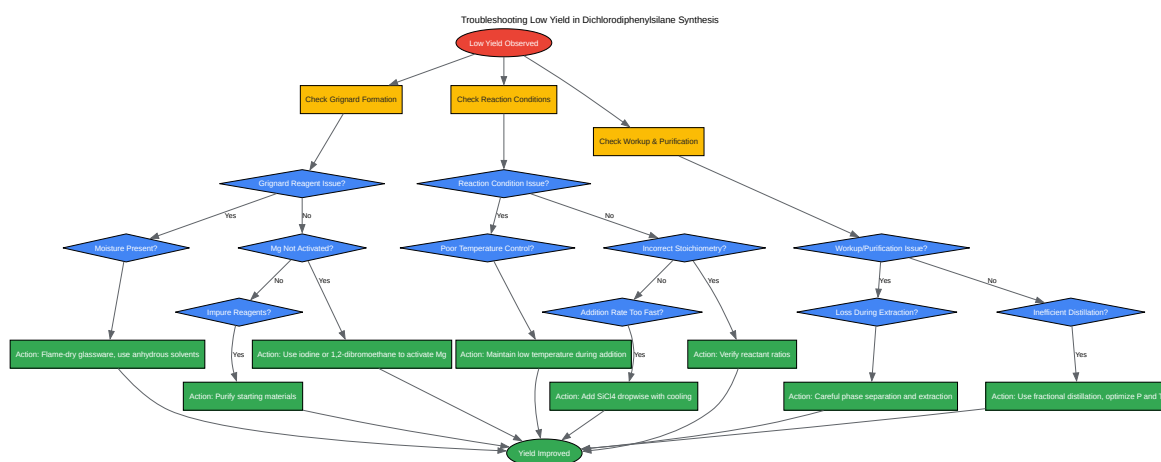 Troubleshooting Low Yield in Dichlorodiphenylsilane Synthesis
Low Yield Observed
Check Grignard Formation
Check Reaction Conditions
Check Workup & Purification
Grignard Reagent Issue?
Reaction Condition Issue?
Yes
No
Yes
No
Moisture Present?
Mg Not Activated?
Poor Temperature Control?
Incorrect Stoichiometry?
Workup/Purification Issue?
No
Yes
No
Yes
Yes
No
Impure Reagents?
Addition Rate Too Fast?
Loss During Extraction?
Inefficient Distillation?
Action: Flame-dry glassware, use anhydrous solvents
Yes
Action: Use iodine or 1,2-dibromoethane to activate Mg
Action: Maintain low temperature during addition
Yes
Action: Verify reactant ratios
Yes
Action: Purify starting materials
Action: Add SiCl4 dropwise with cooling
Action: Careful phase separation and extraction
Action: Use fractional distillation, optimize P and T
Yield Improved